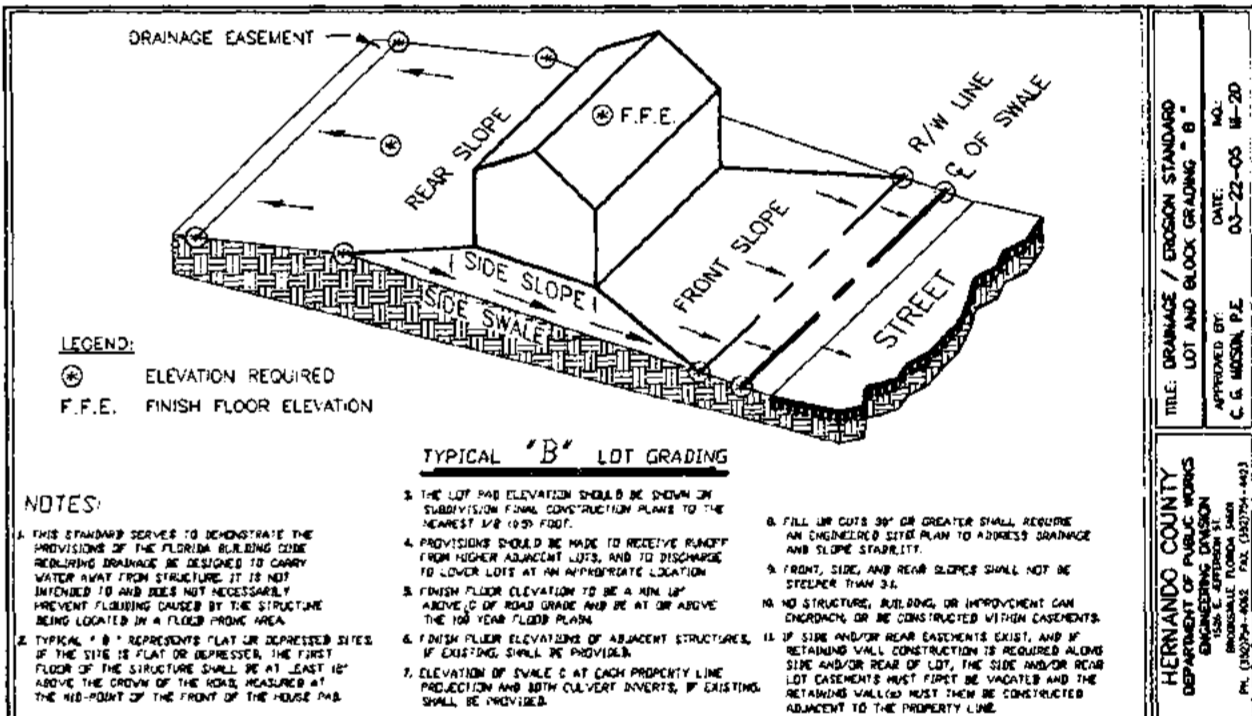 DRAINAGE EASEMENT
REAR SLOPE
F.F.E.
R/W LINE
℄ OF SWALE
SIDE SLOPE
SIDE SWALE
FRONT SLOPE
STREET
LEGEND:
ELEVATION REQUIRED
F.F.E. FINISH FLOOR ELEVATION
TYPICAL "B" LOT GRADING
NOTES:
1. THIS STANDARD SERVES TO DEMONSTRATE THE
PROVISIONS OF THE FLORIDA BUILDING CODE
REQUIRING DRAINAGE BE DESIGNED TO CARRY
WATER AWAY FROM STRUCTURE. IT IS NOT
INTENDED TO AND DOES NOT NECESSARILY
PREVENT FLOODING CAUSED BY THE STRUCTURE
BEING LOCATED IN A FLOOD PRONE AREA.
2. TYPICAL "B" REPRESENTS FLAT OR DEPRESSED SITES.
IF THE SITE IS FLAT OR DEPRESSED, THE FIRST
FLOOR OF THE STRUCTURE SHALL BE AT LEAST 18"
ABOVE THE CROWN OF THE ROAD, MEASURED AT
THE MID-POINT OF THE FRONT OF THE HOUSE PAD.
3. THE LOT PAD ELEVATION SHOULD BE SHOWN ON
SUBDIVISION FINAL CONSTRUCTION PLANS TO THE
NEAREST 1/2 (0.5) FOOT.
4. PROVISIONS SHOULD BE MADE TO RECEIVE RUNOFF
FROM HIGHER ADJACENT LOTS, AND TO DISCHARGE
TO LOWER LOTS AT AN APPROPRIATE LOCATION
5. FINISH FLOOR ELEVATION TO BE A MIN. 18"
ABOVE ℄ OF ROAD GRADE AND BE AT OR ABOVE
THE 100 YEAR FLOOD PLAIN.
6. FINISH FLOOR ELEVATIONS OF ADJACENT STRUCTURES,
IF EXISTING, SHALL BE PROVIDED.
7. ELEVATION OF SWALE ℄ AT EACH PROPERTY LINE
PROJECTION AND BOTH CULVERT INVERTS, IF EXISTING,
SHALL BE PROVIDED.
8. FILL OR CUTS 30" OR GREATER SHALL REQUIRE
AN ENGINEERED SITE PLAN TO ADDRESS DRAINAGE
AND SLOPE STABILITY.
9. FRONT, SIDE, AND REAR SLOPES SHALL NOT BE
STEEPER THAN 3:1.
10. NO STRUCTURE, BUILDING, OR IMPROVEMENT CAN
ENCROACH, OR BE CONSTRUCTED WITHIN EASEMENTS.
11. IF SIDE AND/OR REAR EASEMENTS EXIST, AND IF
RETAINING WALL CONSTRUCTION IS REQUIRED ALONG
SIDE AND/OR REAR OF LOT, THE SIDE AND/OR REAR
LOT EASEMENTS MUST FIRST BE VACATED AND THE
RETAINING WALL(S) MUST THEN BE CONSTRUCTED
ADJACENT TO THE PROPERTY LINE.
TITLE: DRAINAGE / EROSION STANDARD
LOT AND BLOCK GRADING "B"
APPROVED BY: DATE: NO.:
C. G. MIXSON, P.E. 03-22-05 III-20
HERNANDO COUNTY
DEPARTMENT OF PUBLIC WORKS
ENGINEERING DIVISION
1525 E. JEFFERSON ST.
BROOKSVILLE, FLORIDA 34601
PH. (352)754-4062 FAX (352)754-4423